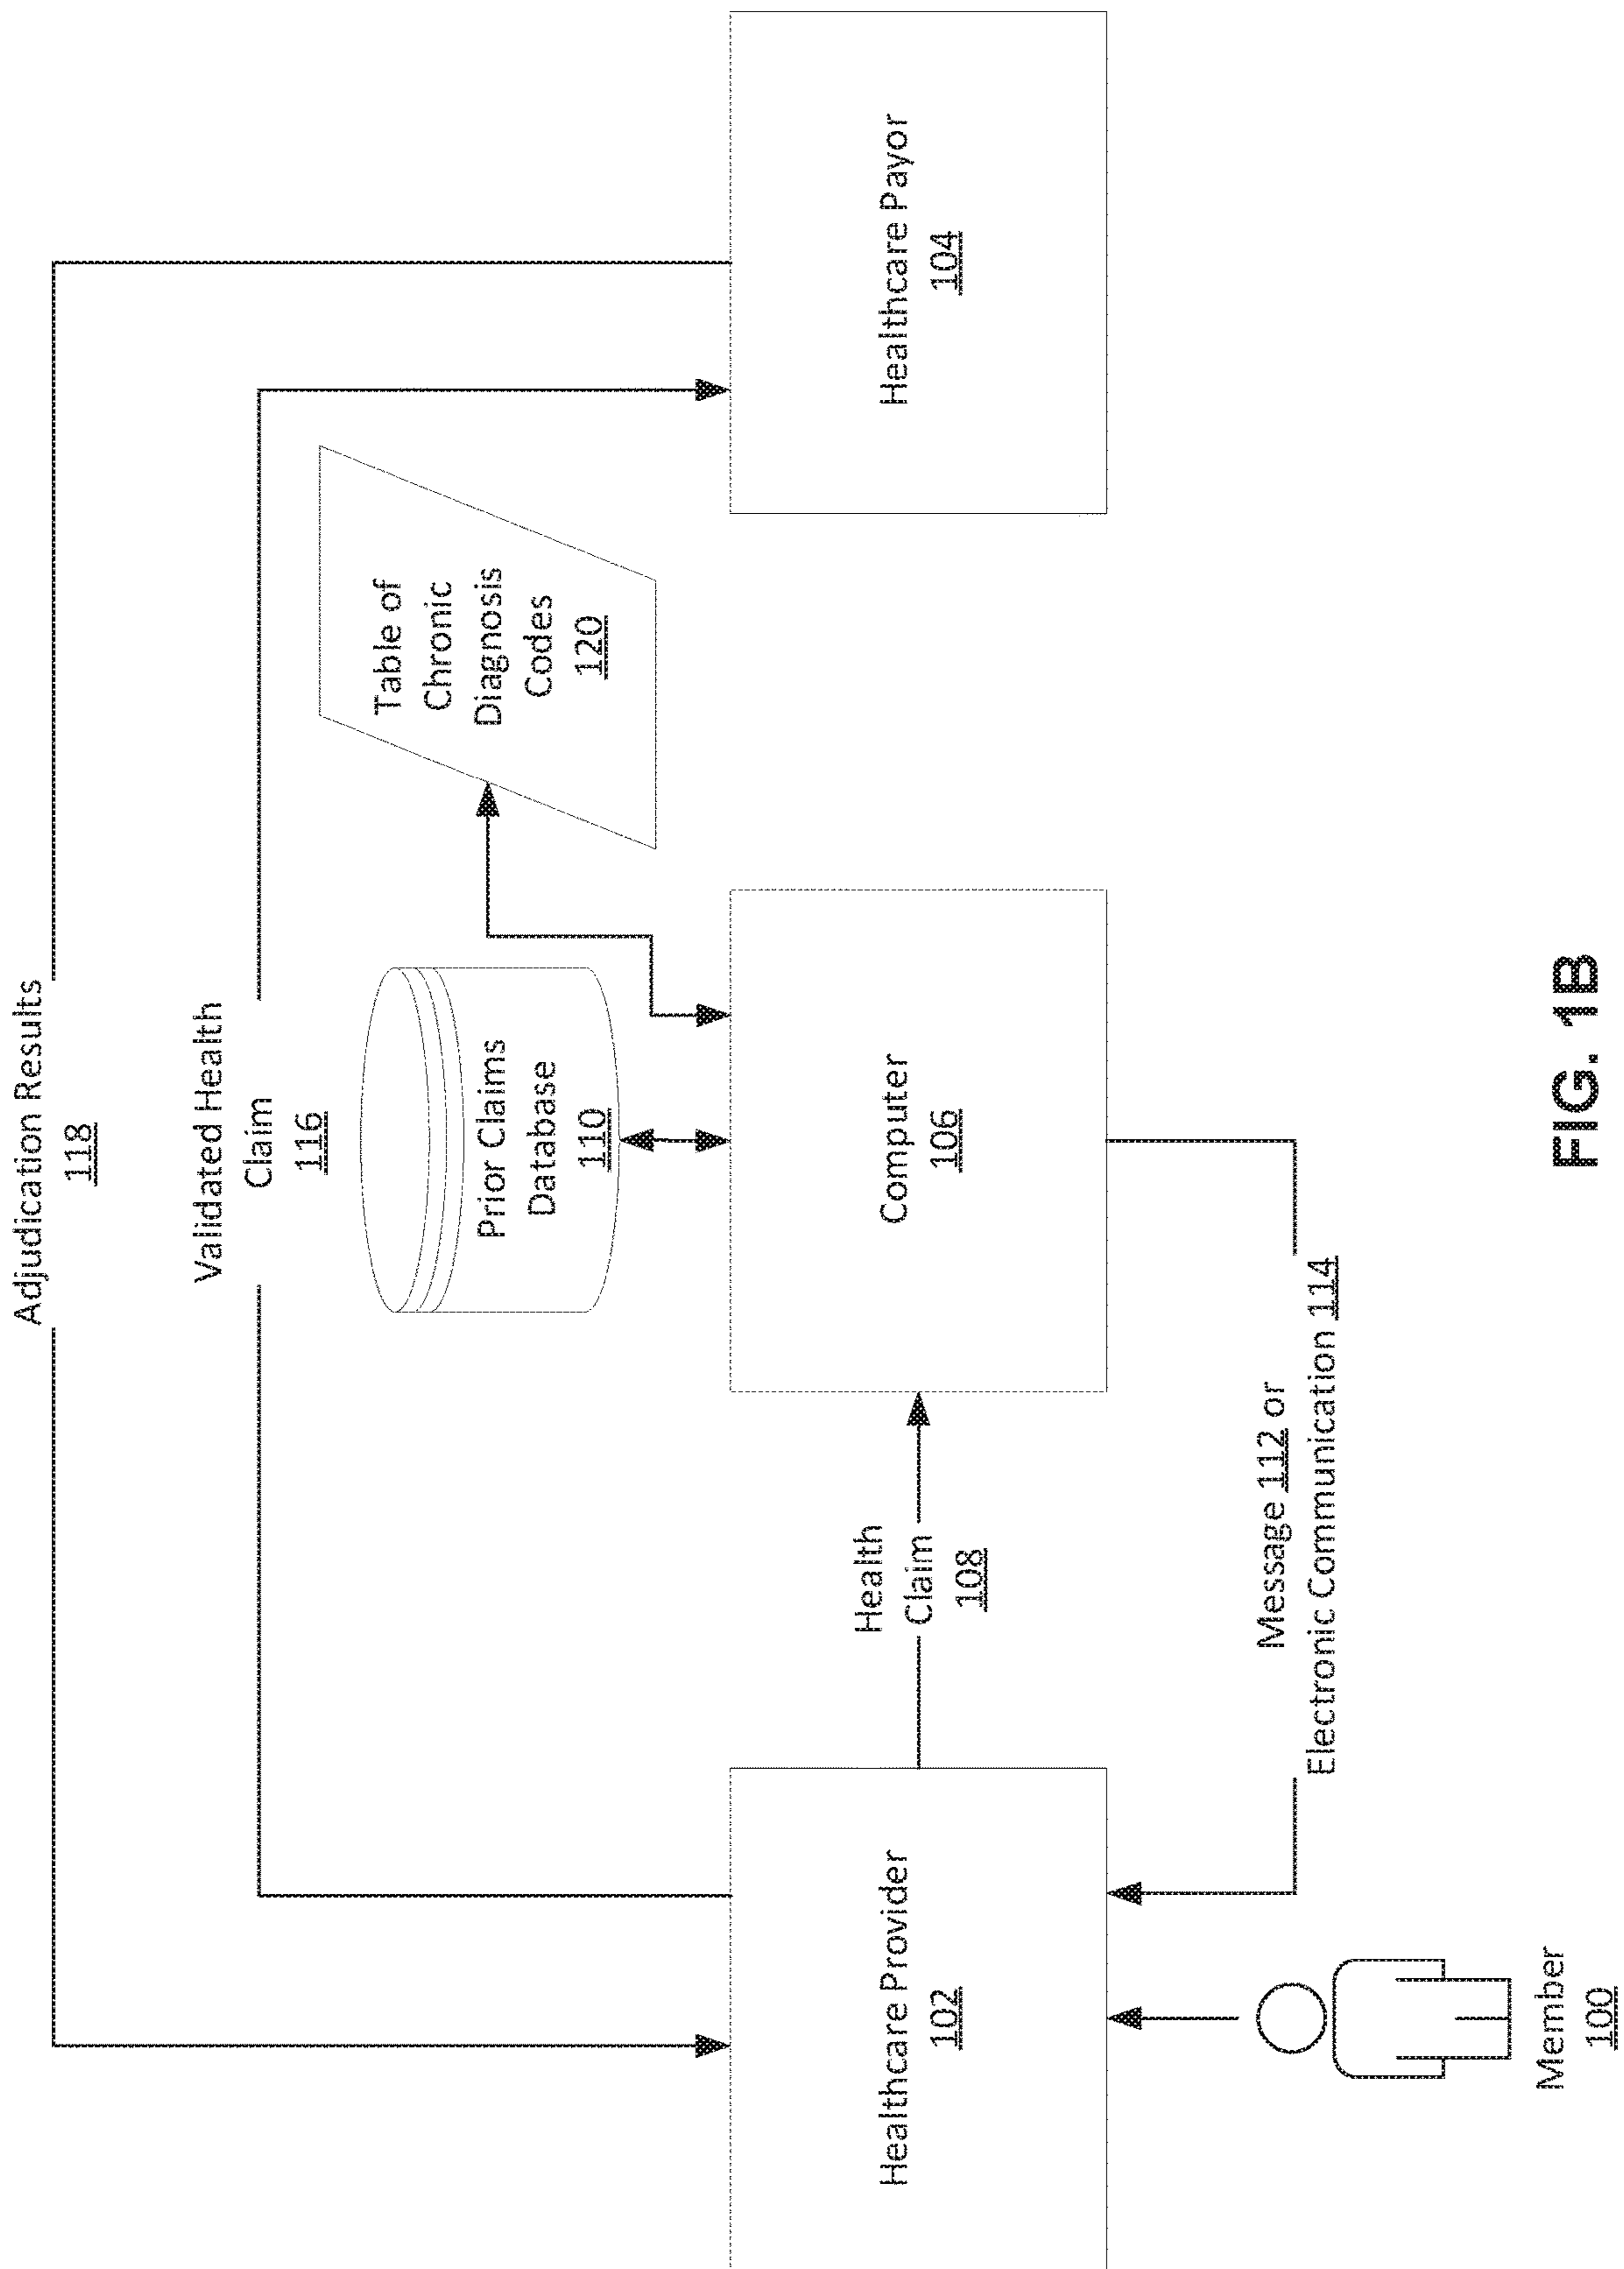 Adjudication Results
118
Validated Health
Claim
116
Prior Claims
Database
110
Table of
Chronic
Diagnosis
Codes
120
Healthcare Provider
102
Health
Claim
108
Computer
106
Healthcare Payor
104
Message 112 or
Electronic Communication 114
Member
100
FIG. 1B